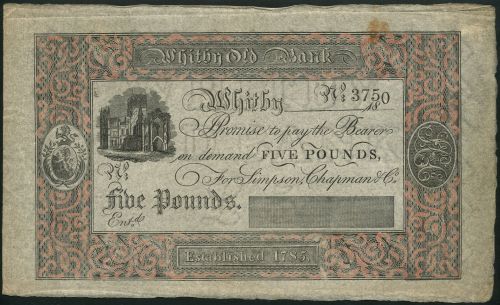 Whitby Old Bank
Whitby No: 3750
18
I Promise to pay the Bearer
on demand FIVE POUNDS,
No:
For Simpson, Chapman & Co.
Five Pounds.
Entd.
Established 1785.